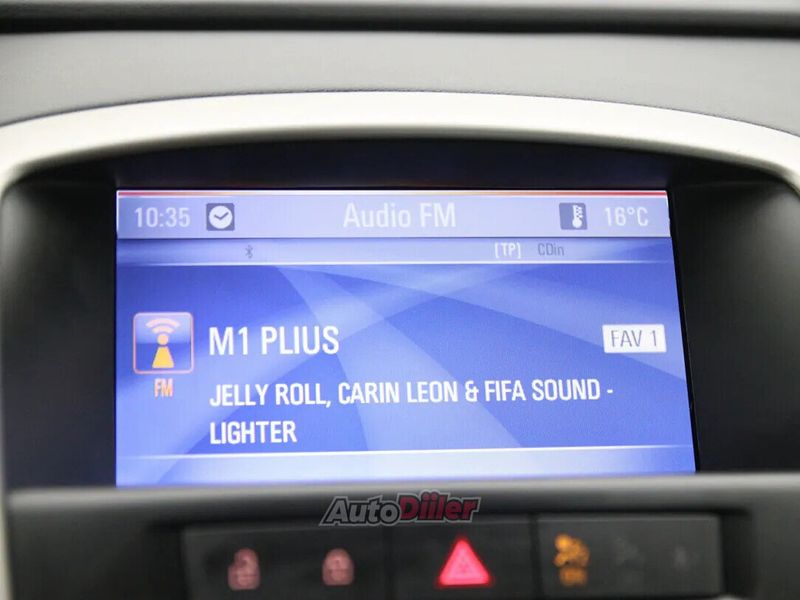 10:35 Audio FM 16°C
[TP] CDin
M1 PLIUS FAV 1
FM
JELLY ROLL, CARIN LEON & FIFA SOUND -
LIGHTER
AutoDiiler